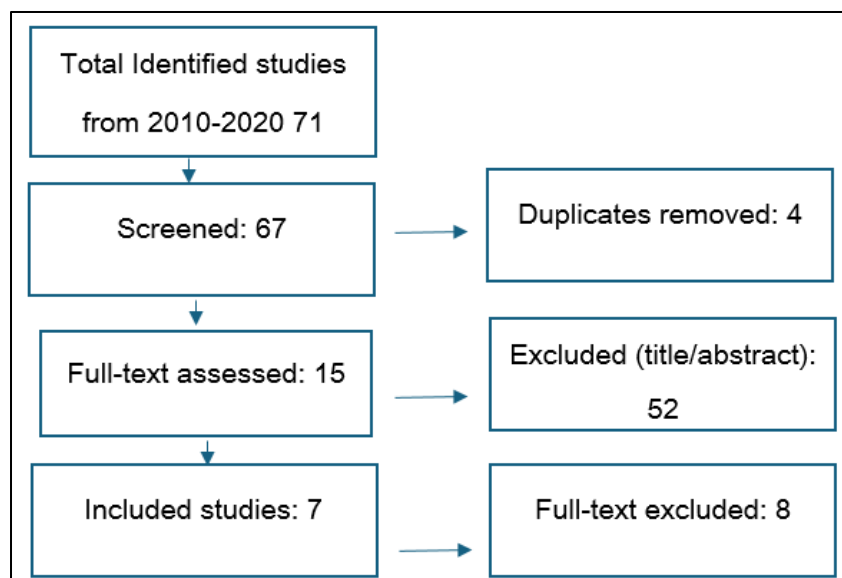 Total Identified studies
from 2010-2020 71
Screened: 67
Duplicates removed: 4
Full-text assessed: 15
Excluded (title/abstract):
52
Included studies: 7
Full-text excluded: 8